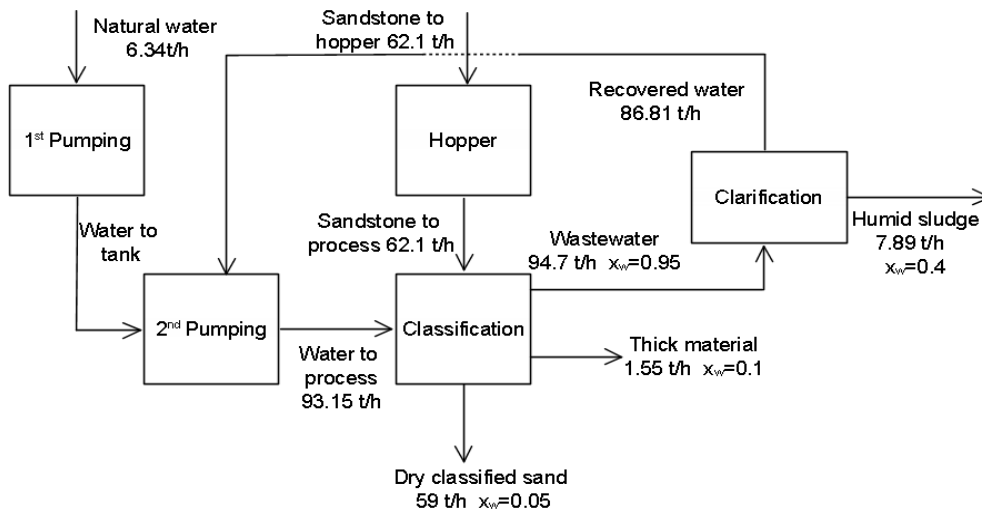 Natural water
6.34t/h
Sandstone to
hopper 62.1 t/h
Recovered water
86.81 t/h
1st Pumping
Hopper
Clarification
Water to
tank
Sandstone to
process 62.1 t/h
Wastewater
94.7 t/h xw=0.95
Humid sludge
7.89 t/h
xw=0.4
2nd Pumping
Classification
Water to
process
93.15 t/h
Thick material
1.55 t/h xw=0.1
Dry classified sand
59 t/h xw=0.05